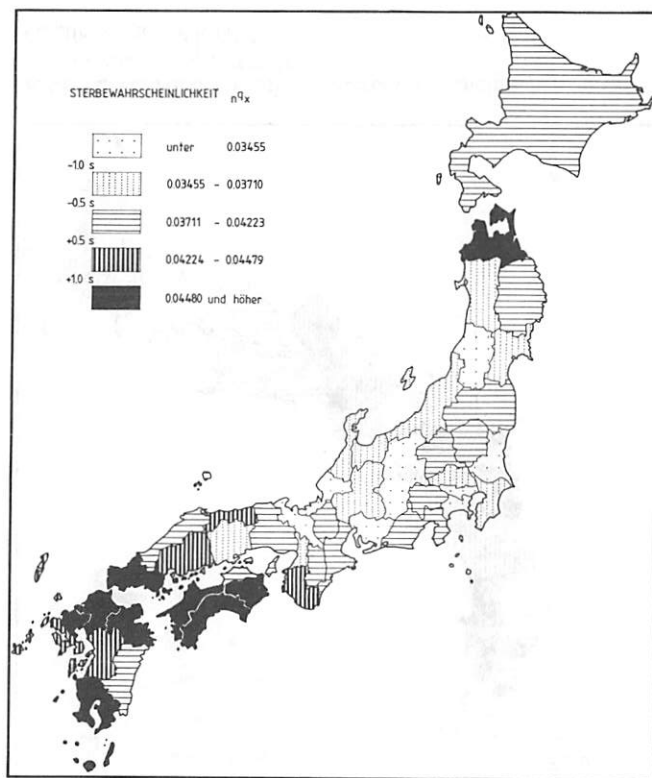 STERBEWAHRSCHEINLICHKEIT nqx
unter 0.03455
-1.0 s
0.03455 - 0.03710
-0.5 s
0.03711 - 0.04223
+0.5 s
0.04224 - 0.04479
+1.0 s
0.04480 und höher